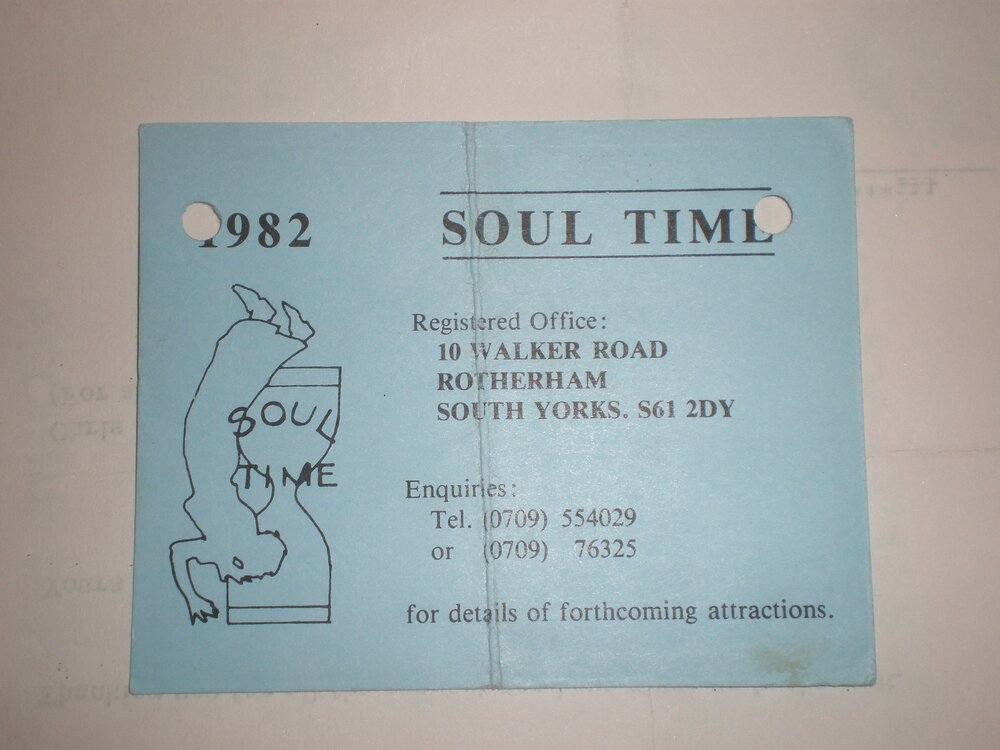 1982
SOUL TIME
SOUL
TIME
Registered Office:
10 WALKER ROAD
ROTHERHAM
SOUTH YORKS. S61 2DY
Enquiries:
Tel. (0709) 554029
or (0709) 76325
for details of forthcoming attractions.